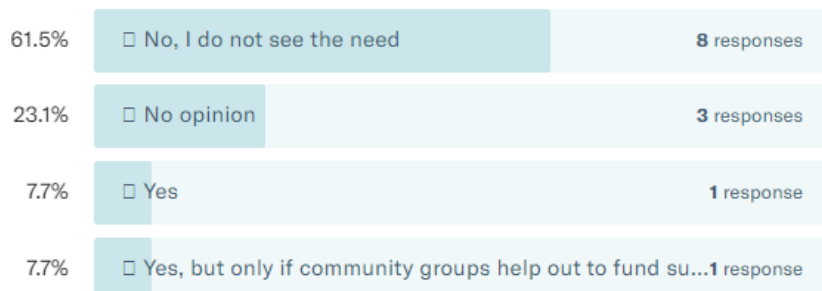 61.5% □ No, I do not see the need 8 responses
23.1% □ No opinion 3 responses
7.7% □ Yes 1 response
7.7% □ Yes, but only if community groups help out to fund su...1 response